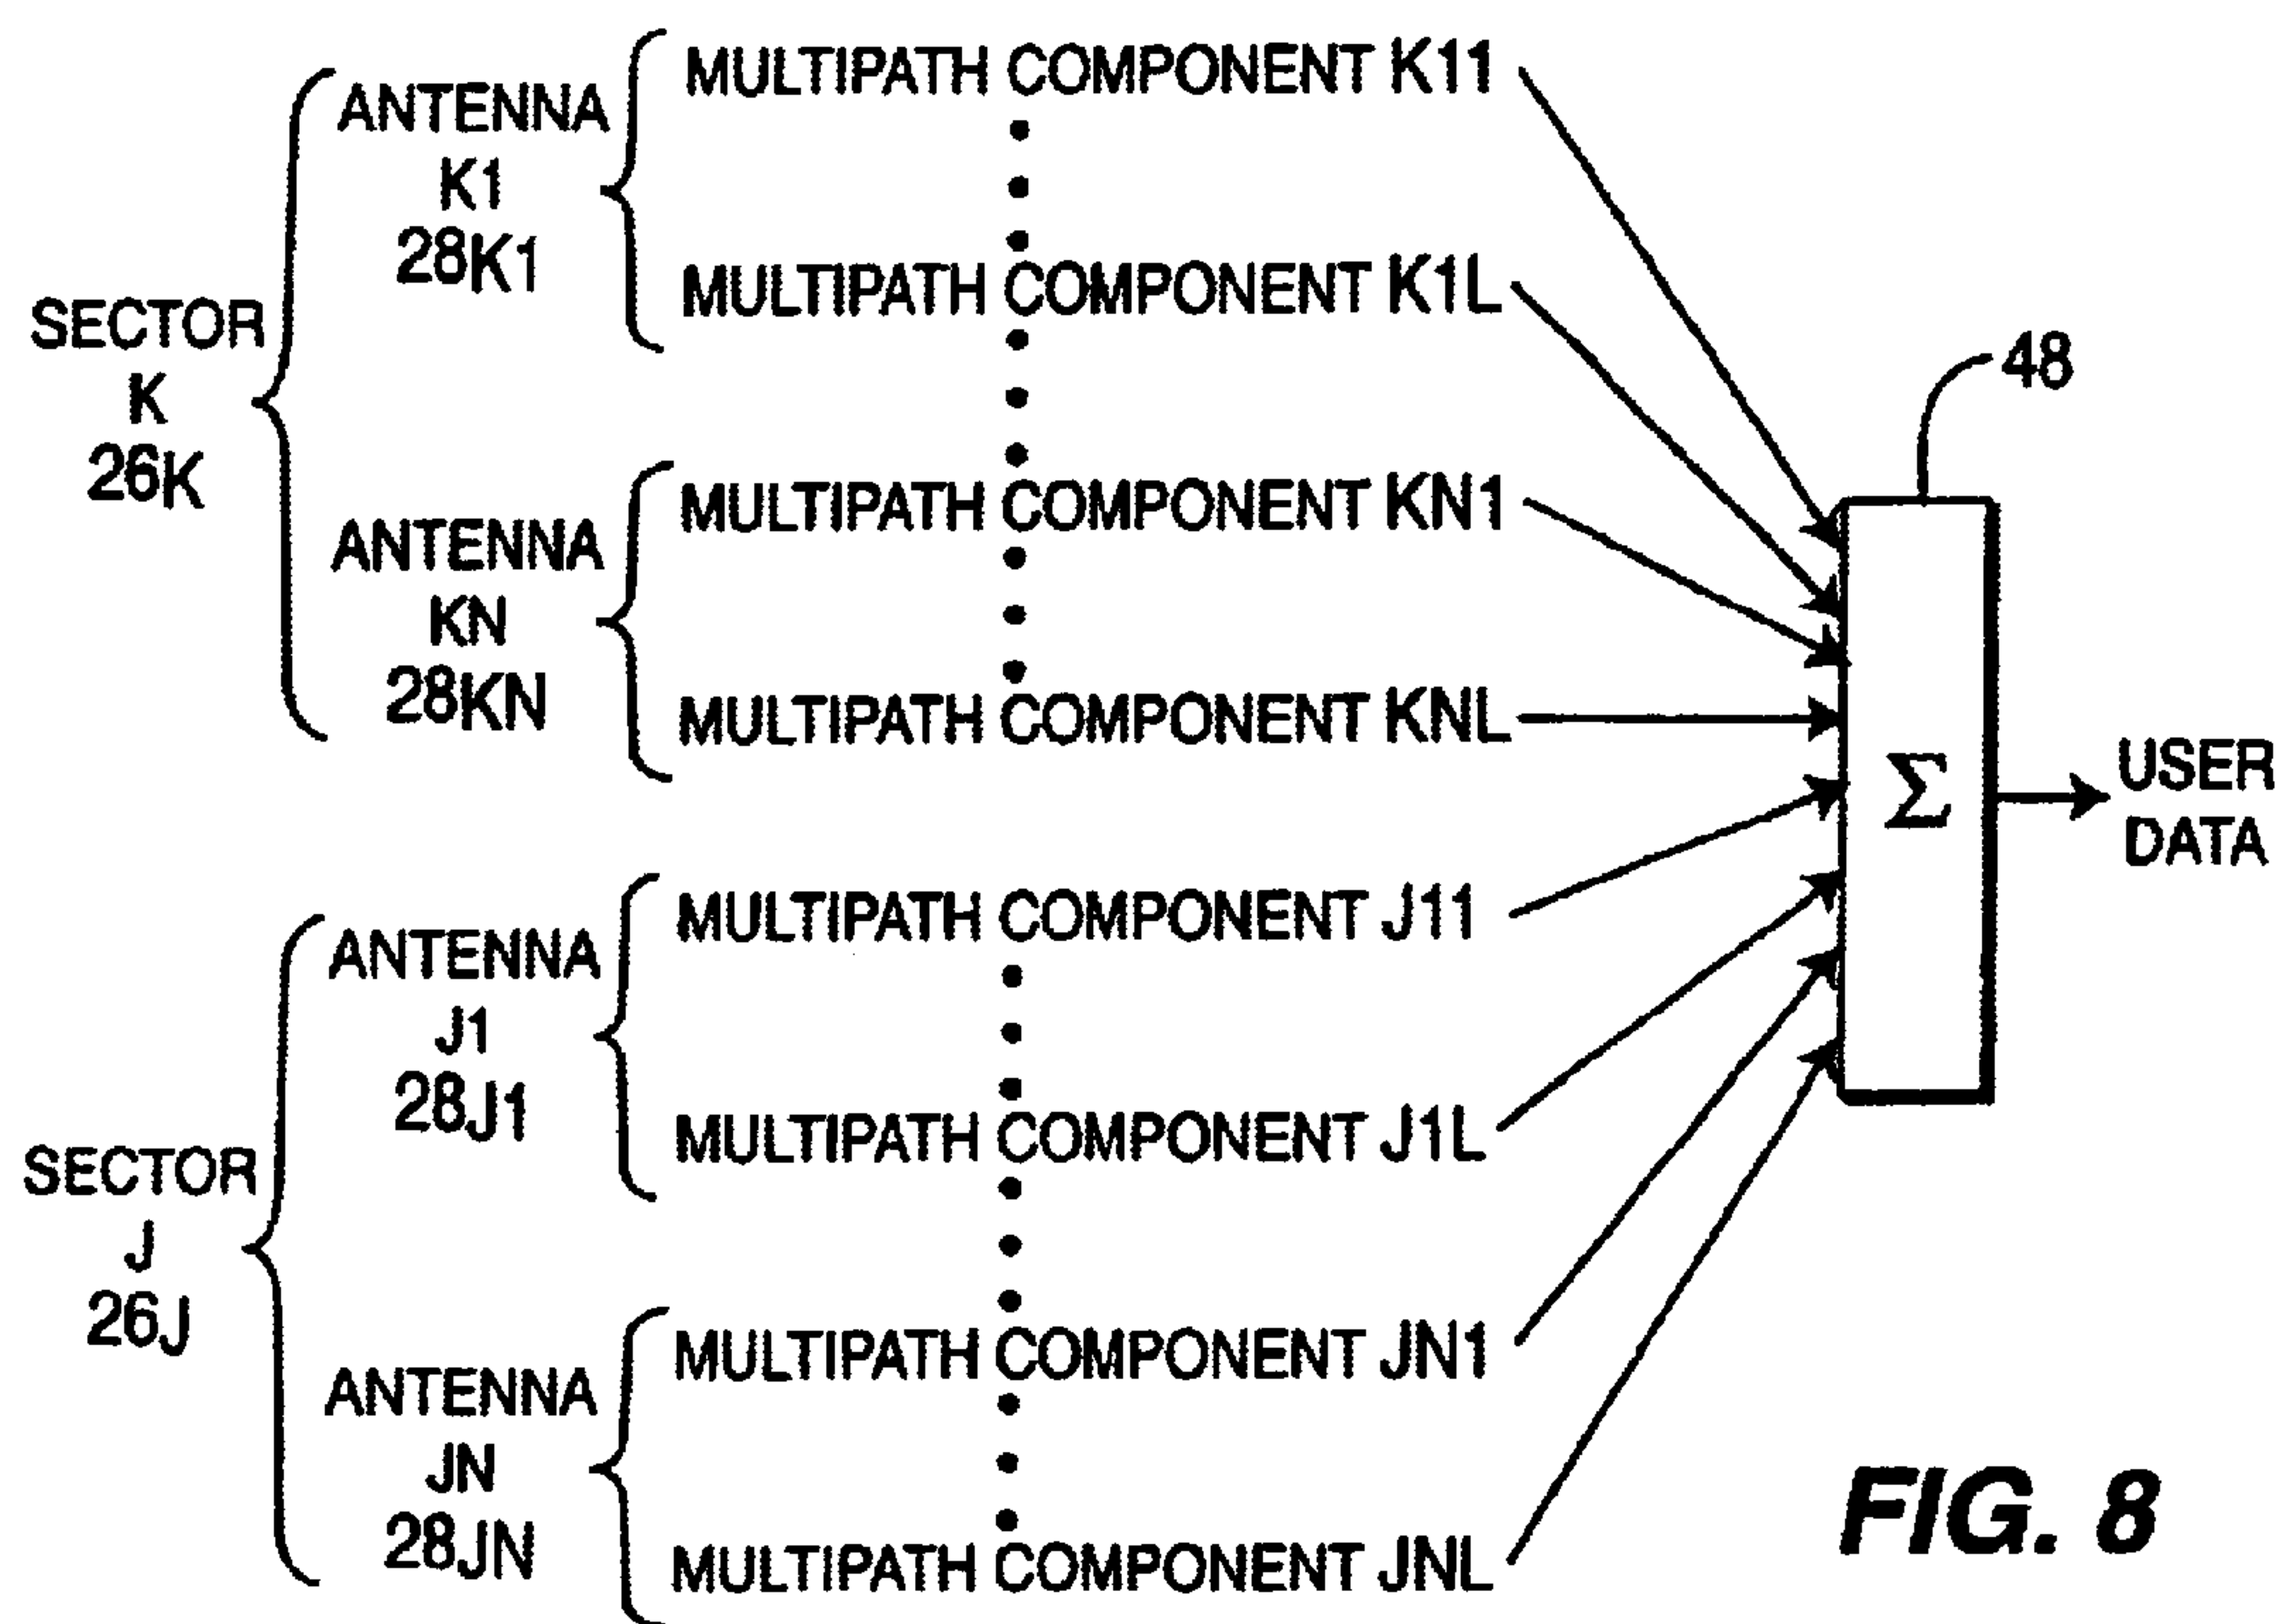 SECTOR
K
26K
ANTENNA
K1
28K1
MULTIPATH COMPONENT K11
MULTIPATH COMPONENT K1L
ANTENNA
KN
28KN
MULTIPATH COMPONENT KN1
MULTIPATH COMPONENT KNL
SECTOR
J
26J
ANTENNA
J1
28J1
MULTIPATH COMPONENT J11
MULTIPATH COMPONENT J1L
ANTENNA
JN
28JN
MULTIPATH COMPONENT JN1
MULTIPATH COMPONENT JNL
48
Σ
USER
DATA
FIG. 8